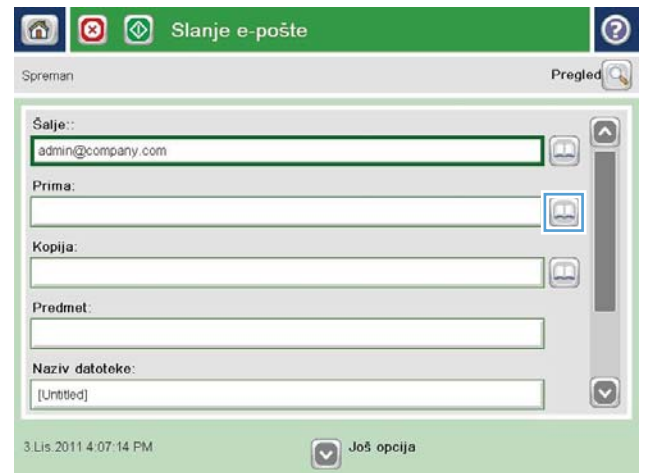 Slanje e-pošte
Spreman
Pregled
Šalje::
admin@company.com
Prima:
Kopija:
Predmet:
Naziv datoteke:
[Untitled]
3.Lis.2011 4:07:14 PM
Još opcija